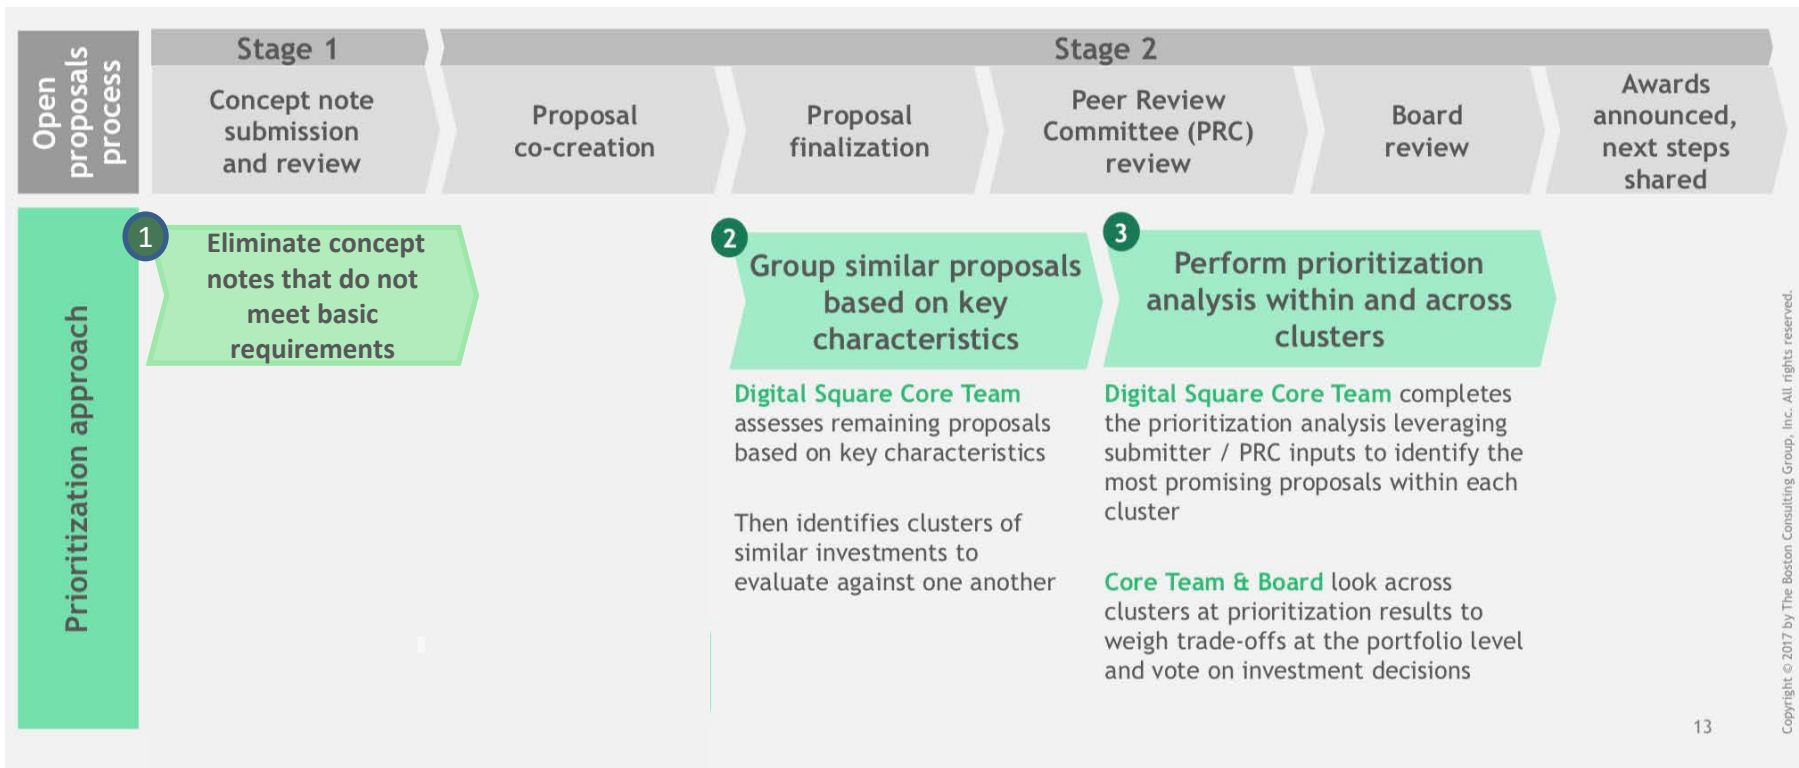 Open
proposals
process
Stage 1
Stage 2
Concept note
submission
and review
Proposal
co-creation
Proposal
finalization
Peer Review
Committee (PRC)
review
Board
review
Awards
announced,
next steps
shared
Prioritization approach
1
Eliminate concept
notes that do not
meet basic
requirements
2
Group similar proposals
based on key
characteristics
Digital Square Core Team
assesses remaining proposals
based on key characteristics
Then identifies clusters of
similar investments to
evaluate against one another
3
Perform prioritization
analysis within and across
clusters
Digital Square Core Team completes
the prioritization analysis leveraging
submitter / PRC inputs to identify the
most promising proposals within each
cluster
Core Team & Board look across
clusters at prioritization results to
weigh trade-offs at the portfolio level
and vote on investment decisions
13
Copyright © 2017 by The Boston Consulting Group, Inc. All rights reserved.